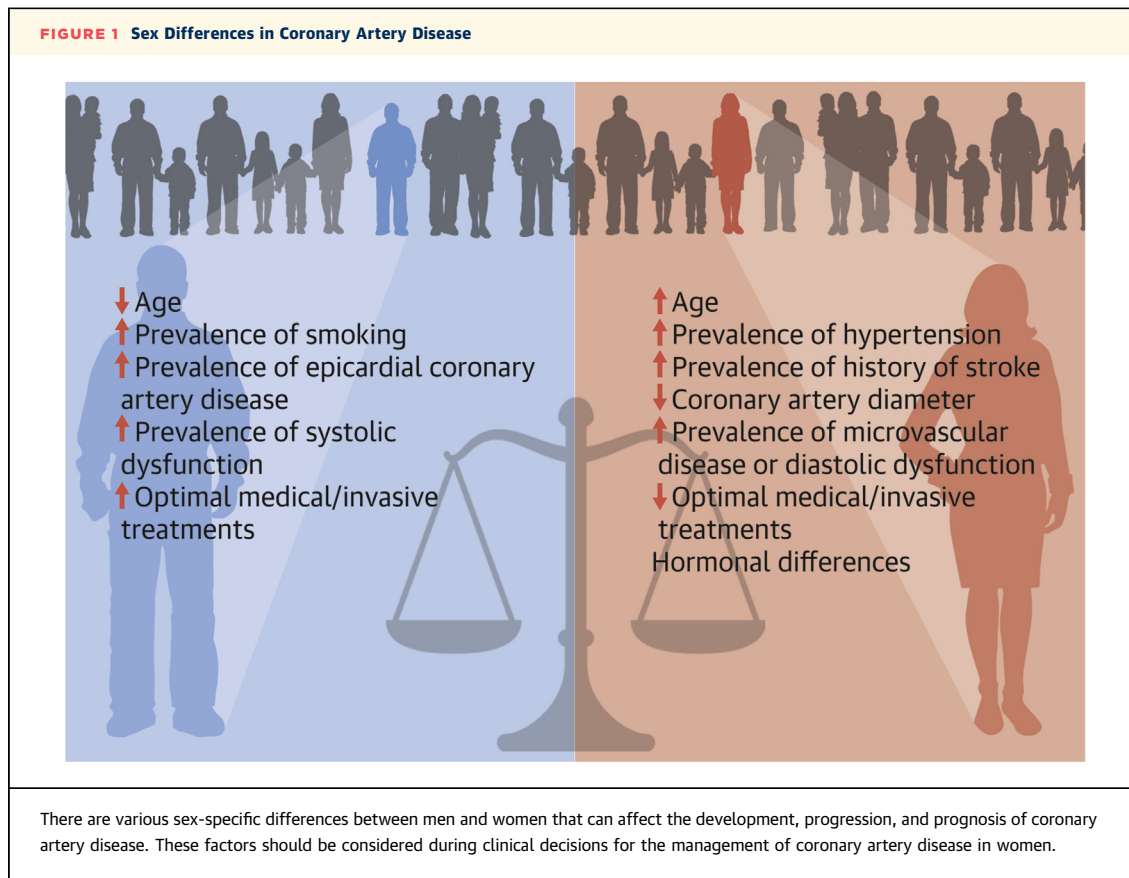 FIGURE 1 Sex Differences in Coronary Artery Disease
↓ Age
↑ Prevalence of smoking
↑ Prevalence of epicardial coronary
artery disease
↑ Prevalence of systolic
dysfunction
↑ Optimal medical/invasive
treatments
↑ Age
↑ Prevalence of hypertension
↑ Prevalence of history of stroke
↓ Coronary artery diameter
↑ Prevalence of microvascular
disease or diastolic dysfunction
↓ Optimal medical/invasive
treatments
Hormonal differences
There are various sex-specific differences between men and women that can affect the development, progression, and prognosis of coronary
artery disease. These factors should be considered during clinical decisions for the management of coronary artery disease in women.